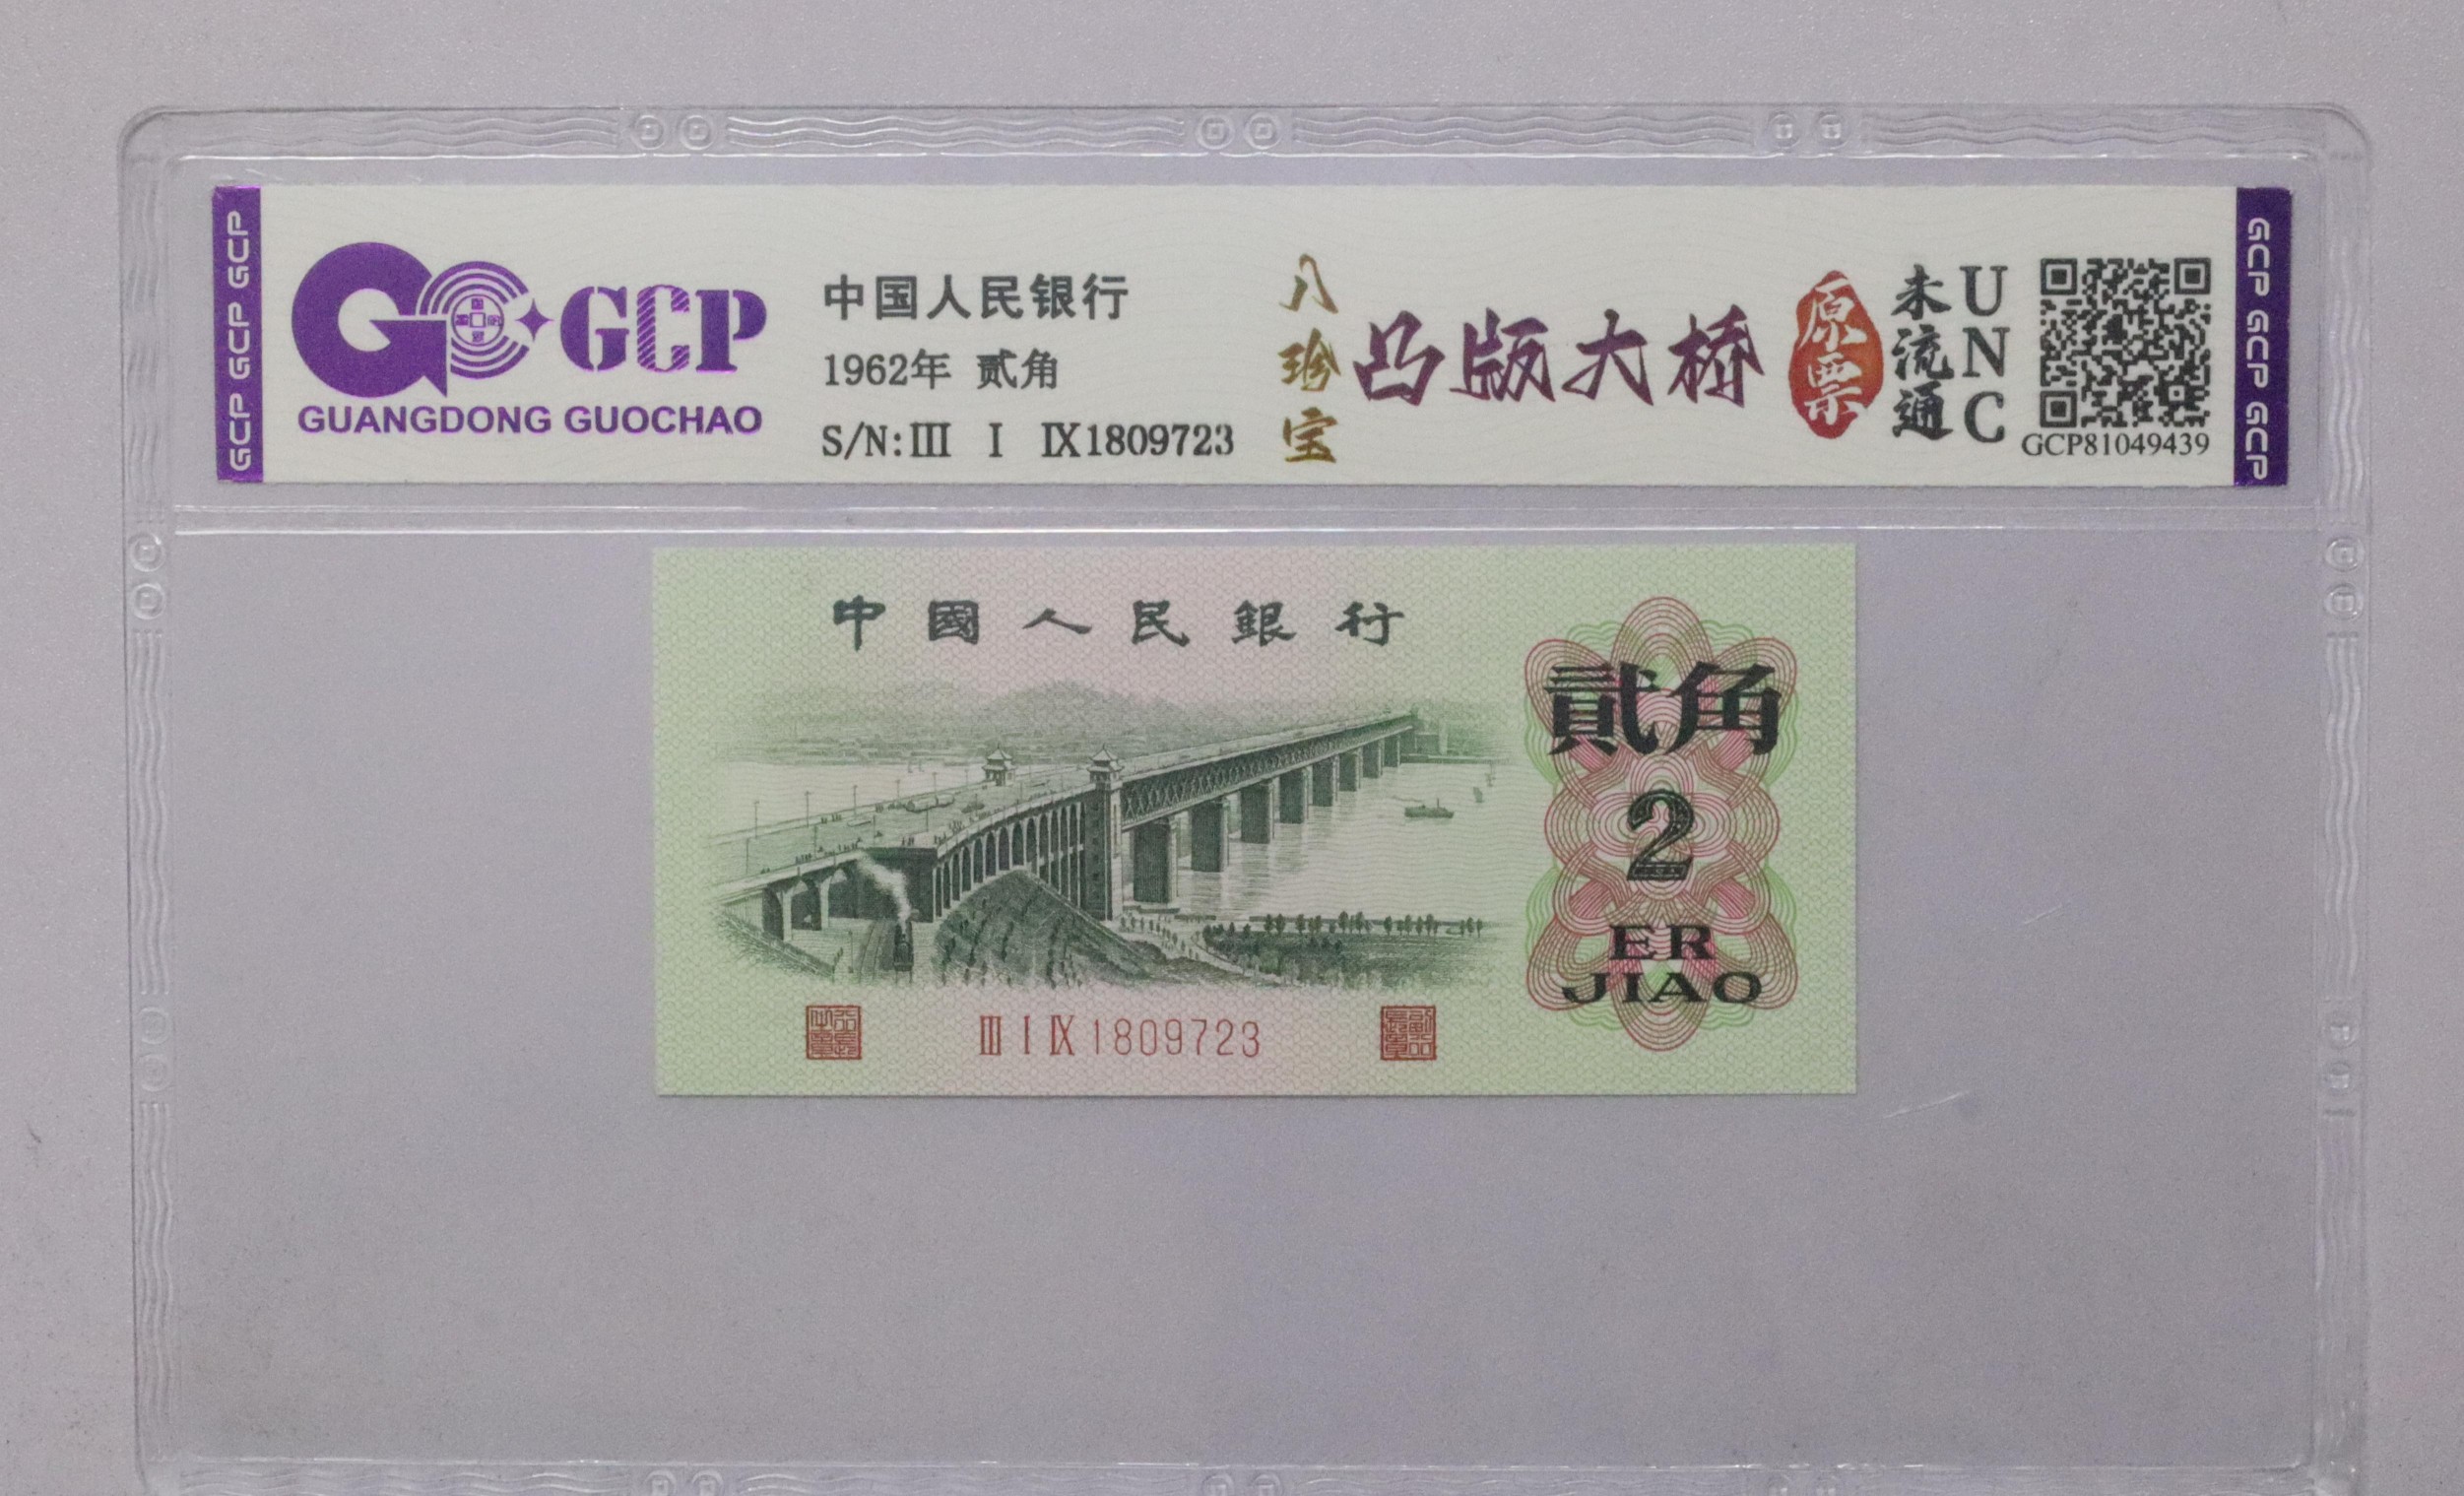 GCP GCP GCP
GCP
GUANGDONG GUOCHAO
中国人民银行
1962年 贰角
S/N:Ⅲ Ⅰ Ⅸ1809723
八珍宝
凸版大桥
原票
未流通
UNC
GCP81049439
GCP GCP GCP
中國人民銀行
貳角
2
ER
JIAO
Ⅲ Ⅰ Ⅸ 1809723